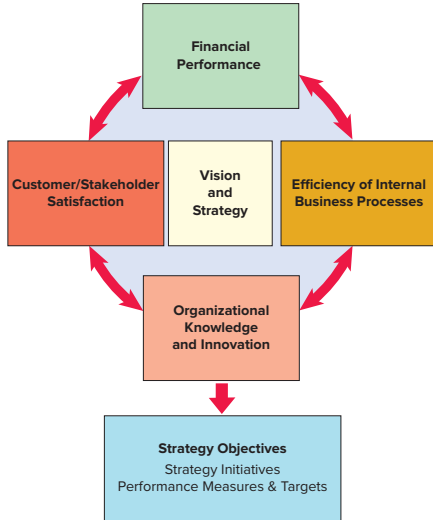 Financial
Performance
Customer/Stakeholder
Satisfaction
Vision
and
Strategy
Efficiency of Internal
Business Processes
Organizational
Knowledge
and Innovation
Strategy Objectives
Strategy Initiatives
Performance Measures & Targets